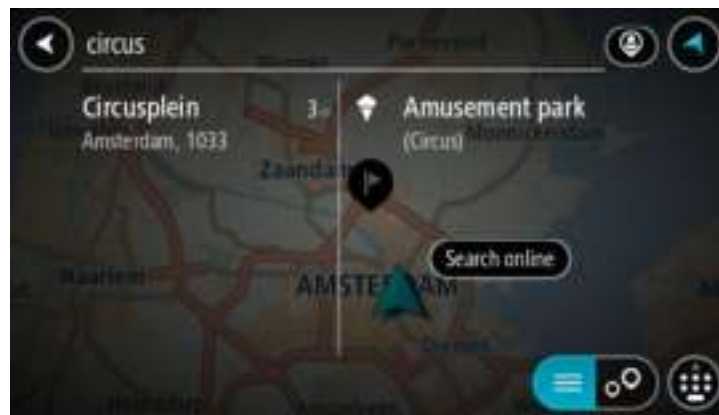 circus
Circusplein
3
Amsterdam, 1033
Amusement park
(Circus)
Zaandam
Search online
Haarlem
AMSTERDAM